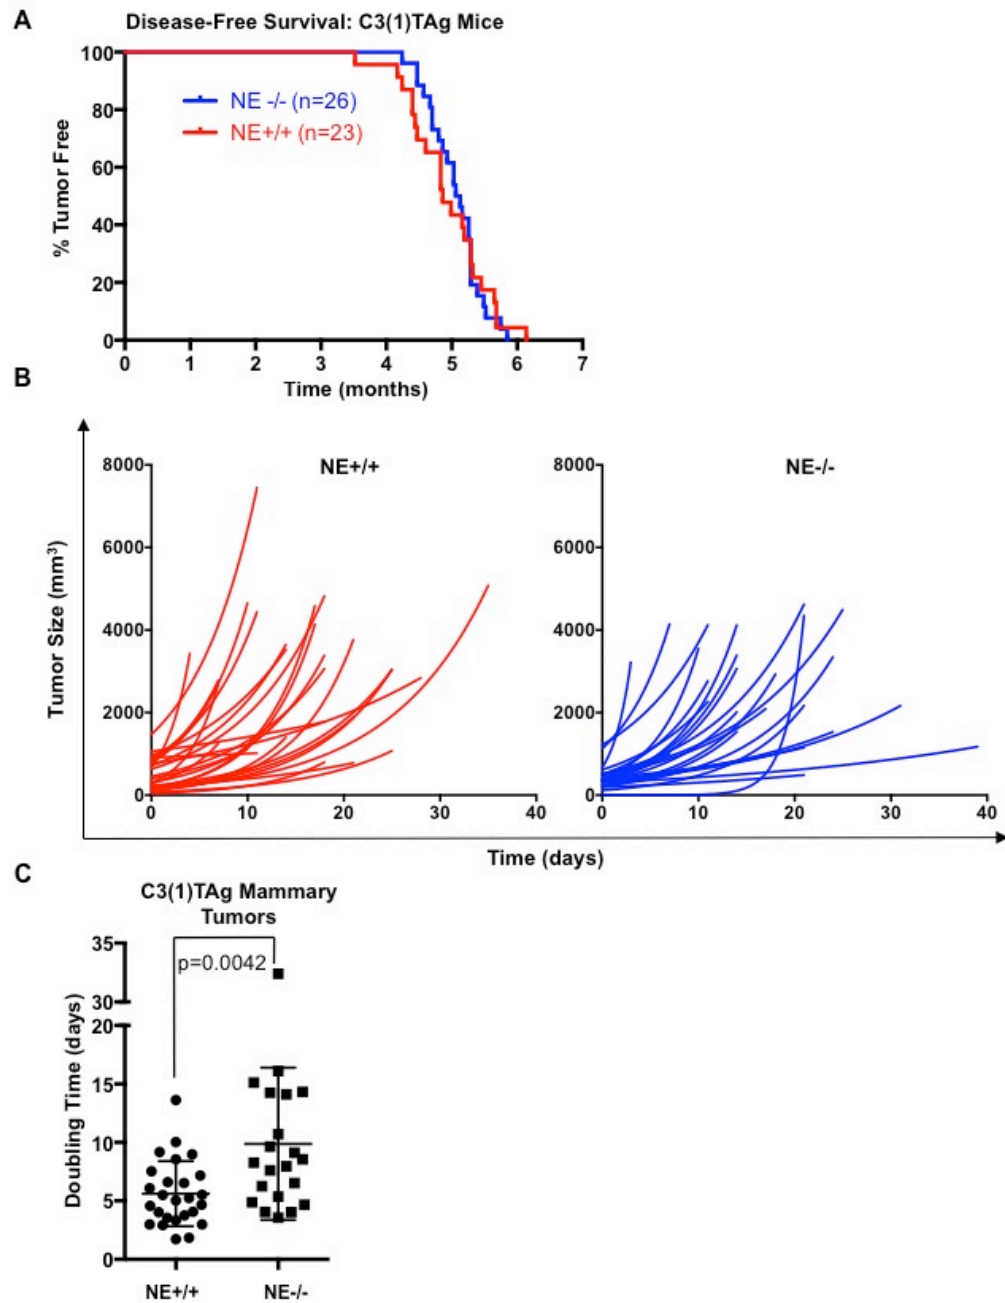 A
Disease-Free Survival: C3(1)TAg Mice
100
80
60
40
20
0
% Tumor Free
NE -/- (n=26)
NE+/+ (n=23)
0 1 2 3 4 5 6 7
Time (months)
B
Tumor Size (mm³)
NE+/+
8000
6000
4000
2000
0
0 10 20 30 40
NE-/-
8000
6000
4000
2000
0
0 10 20 30 40
Time (days)
C
C3(1)TAg Mammary
Tumors
p=0.0042
Doubling Time (days)
35
30
20
15
10
5
0
NE+/+ NE-/-